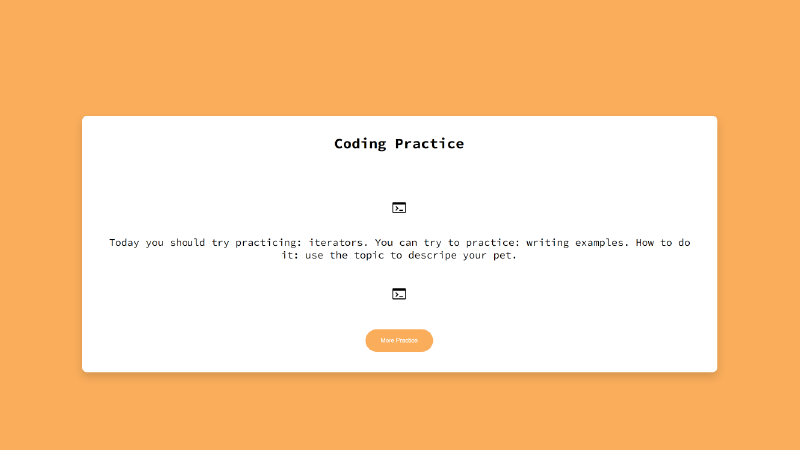 Coding Practice
Today you should try practicing: iterators. You can try to practice: writing examples. How to do
it: use the topic to descripe your pet.
More Practice